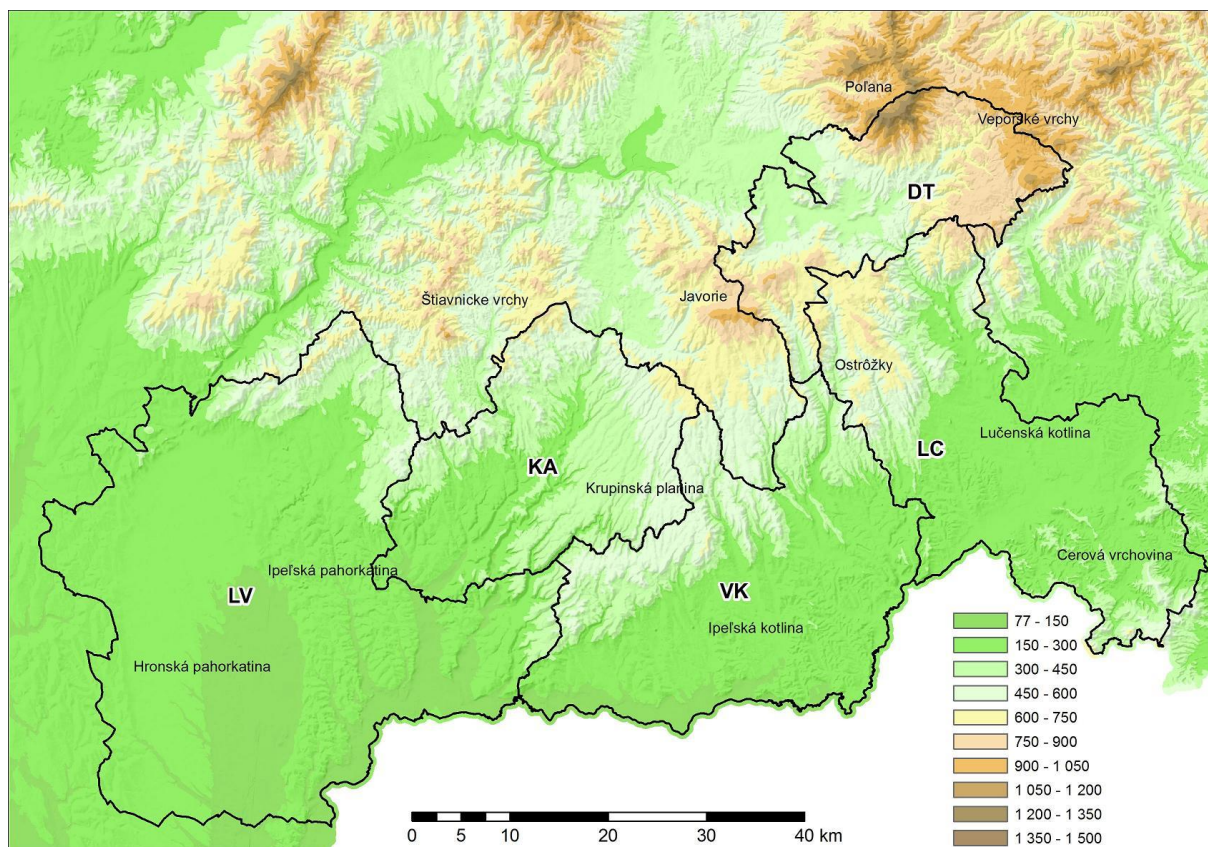 Poľana
Veporské vrchy
DT
Štiavnicke vrchy
Javorie
Ostrôžky
Lučenská kotlina
LC
KA
Krupinská planina
Cerová vrchovina
Ipeľská pahorkatina
LV
VK
Ipeľská kotlina
Hronská pahorkatina
77 - 150
150 - 300
300 - 450
450 - 600
600 - 750
750 - 900
900 - 1 050
1 050 - 1 200
1 200 - 1 350
1 350 - 1 500
0 5 10 20 30 40 km